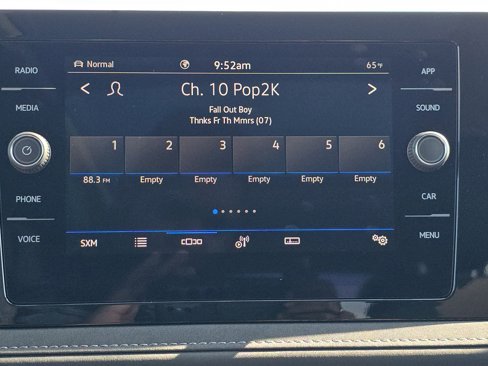 RADIO
MEDIA
PHONE
VOICE
Normal 9:52am 65°F
< Ch. 10 Pop2K >
Fall Out Boy
Thnks Fr Th Mmrs (07)
1 2 3 4 5 6
88.3 FM Empty Empty Empty Empty Empty
SXM
APP
SOUND
CAR
MENU